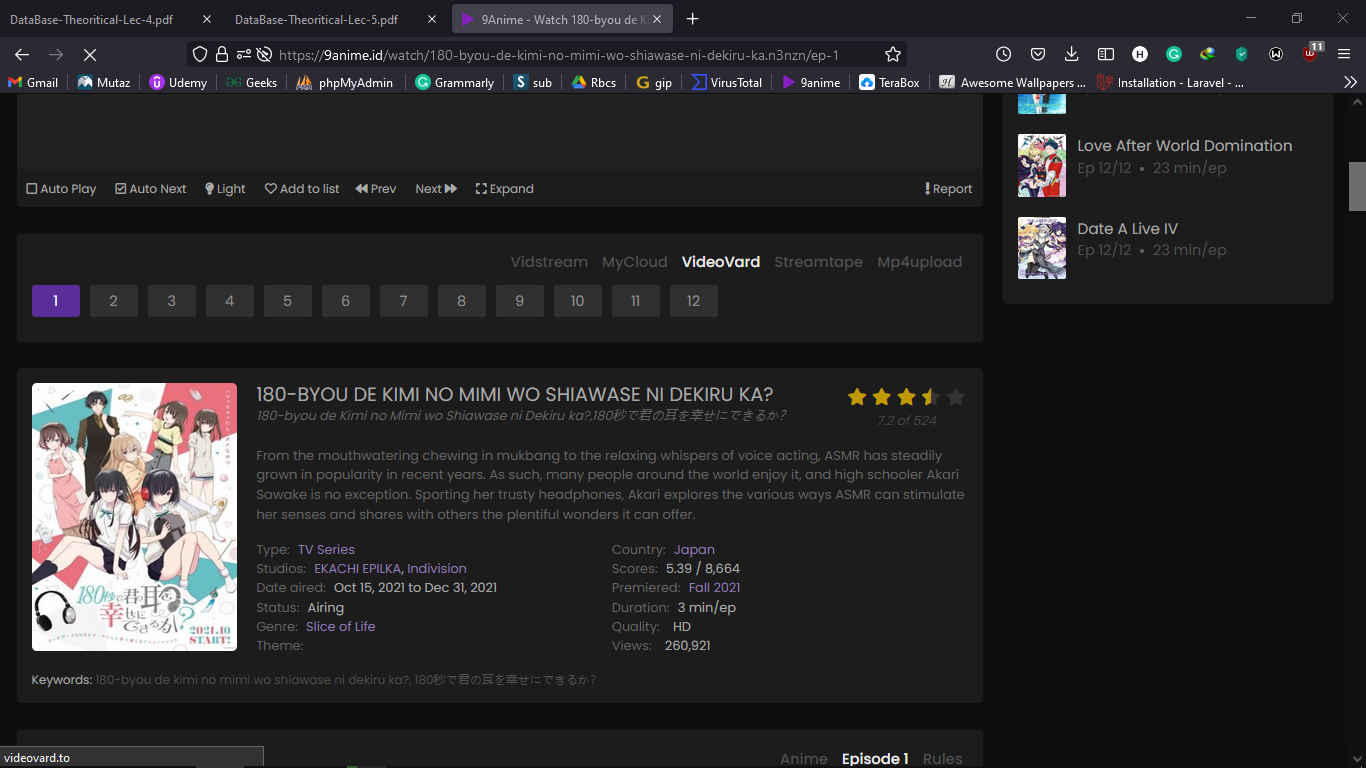 DataBase-Theoritical-Lec-4.pdf
DataBase-Theoritical-Lec-5.pdf
9Anime - Watch 180-byou de Ki
https://9anime.id/watch/180-byou-de-kimi-no-mimi-wo-shiawase-ni-dekiru-ka.n3nzn/ep-1
11
Gmail
Mutaz
Udemy
Geeks
phpMyAdmin
Grammarly
sub
Rbcs
gip
VirusTotal
9anime
TeraBox
Awesome Wallpapers ...
Installation - Laravel - ...
Auto Play
Auto Next
Light
Add to list
Prev
Next
Expand
Report
Love After World Domination
Ep 12/12 • 23 min/ep
Date A Live IV
Ep 12/12 • 23 min/ep
Vidstream MyCloud VideoVard Streamtape Mp4upload
1 2 3 4 5 6 7 8 9 10 11 12
180-BYOU DE KIMI NO MIMI WO SHIAWASE NI DEKIRU KA?
180-byou de Kimi no Mimi wo Shiawase ni Dekiru ka?,180秒で君の耳を幸せにできるか?
7.2 of 524
From the mouthwatering chewing in mukbang to the relaxing whispers of voice acting, ASMR has steadily
grown in popularity in recent years. As such, many people around the world enjoy it, and high schooler Akari
Sawake is no exception. Sporting her trusty headphones, Akari explores the various ways ASMR can stimulate
her senses and shares with others the plentiful wonders it can offer.
Type: TV Series
Studios: EKACHI EPILKA, Indivision
Date aired: Oct 15, 2021 to Dec 31, 2021
Status: Airing
Genre: Slice of Life
Theme:
Country: Japan
Scores: 5.39 / 8,664
Premiered: Fall 2021
Duration: 3 min/ep
Quality: HD
Views: 260,921
180秒で君の耳を
幸せに
できるか?
2021.10
START!
Keywords: 180-byou de kimi no mimi wo shiawase ni dekiru ka?, 180秒で君の耳を幸せにできるか?
Anime Episode 1 Rules
videovard.to